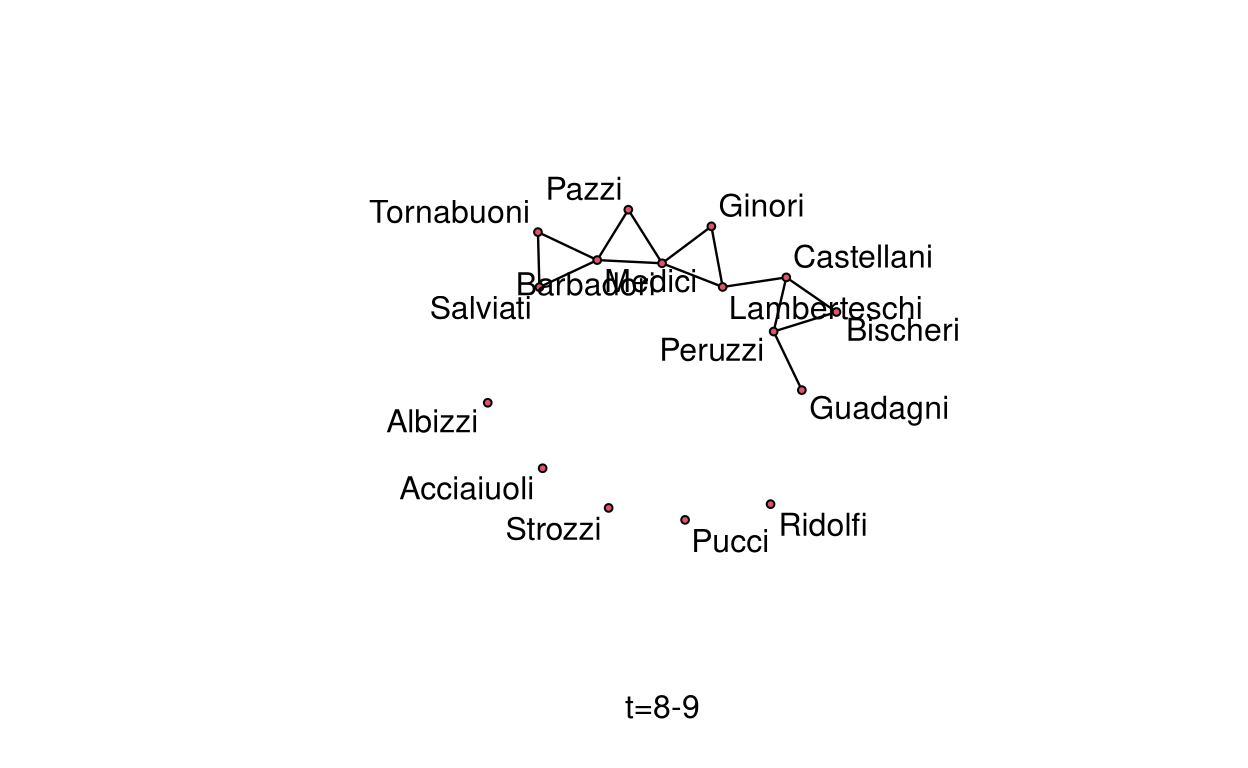 Pazzi
Ginori
Tornabuoni
Castellani
Barbadori
Medici
Salviati
Lamberteschi
Bischeri
Peruzzi
Guadagni
Albizzi
Acciaiuoli
Strozzi
Ridolfi
Pucci
t=8-9